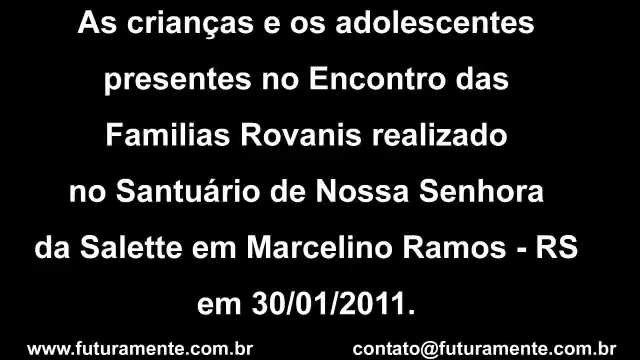 As crianças e os adolescentes
presentes no Encontro das
Familias Rovanis realizado
no Santuário de Nossa Senhora
da Salette em Marcelino Ramos - RS
em 30/01/2011.
www.futuramente.com.br
contato@futuramente.com.br